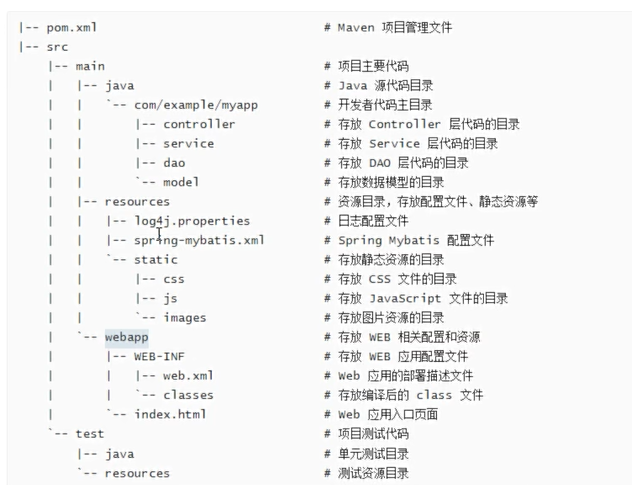 |-- pom.xml # Maven 项目管理文件
|-- src
|-- main # 项目主要代码
| |-- java # Java 源代码目录
| | `-- com/example/myapp # 开发者代码主目录
| | |-- controller # 存放 Controller 层代码的目录
| | |-- service # 存放 Service 层代码的目录
| | |-- dao # 存放 DAO 层代码的目录
| | `-- model # 存放数据模型的目录
| |-- resources # 资源目录，存放配置文件、静态资源等
| | |-- log4j.properties # 日志配置文件
| | |-- spring-mybatis.xml # Spring Mybatis 配置文件
| | `-- static # 存放静态资源的目录
| | |-- css # 存放 CSS 文件的目录
| | |-- js # 存放 JavaScript 文件的目录
| | `-- images # 存放图片资源的目录
| `-- webapp # 存放 WEB 相关配置和资源
| |-- WEB-INF # 存放 WEB 应用配置文件
| | |-- web.xml # Web 应用的部署描述文件
| | `-- classes # 存放编译后的 class 文件
| `-- index.html # Web 应用入口页面
`-- test # 项目测试代码
|-- java # 单元测试目录
`-- resources # 测试资源目录